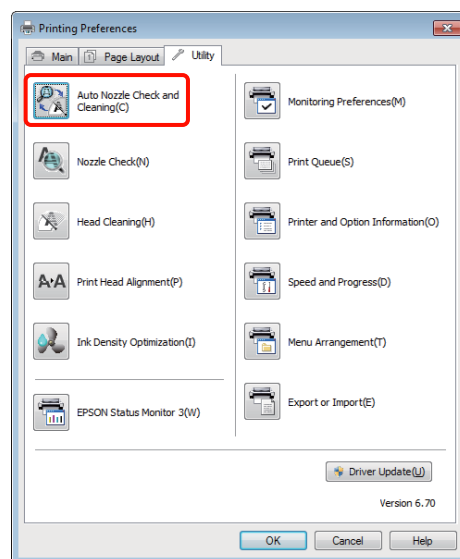 Printing Preferences
Main
Page Layout
Utility
Auto Nozzle Check and
Cleaning(C)
Monitoring Preferences(M)
Nozzle Check(N)
Print Queue(S)
Head Cleaning(H)
Printer and Option Information(O)
Print Head Alignment(P)
Speed and Progress(D)
Ink Density Optimization(I)
Menu Arrangement(T)
EPSON Status Monitor 3(W)
Export or Import(E)
Driver Update(U)
Version 6.70
OK
Cancel
Help